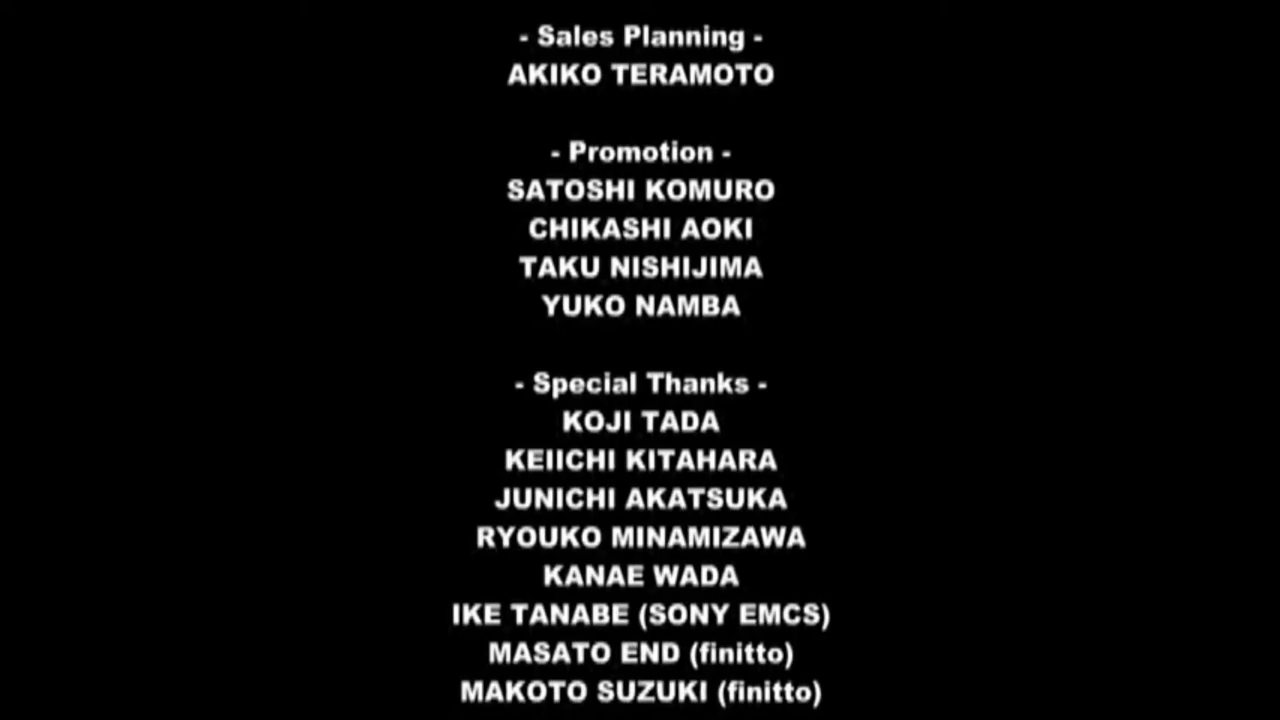 - Sales Planning -
AKIKO TERAMOTO
- Promotion -
SATOSHI KOMURO
CHIKASHI AOKI
TAKU NISHIJIMA
YUKO NAMBA
- Special Thanks -
KOJI TADA
KEIICHI KITAHARA
JUNICHI AKATSUKA
RYOUKO MINAMIZAWA
KANAE WADA
IKE TANABE (SONY EMCS)
MASATO END (finitto)
MAKOTO SUZUKI (finitto)